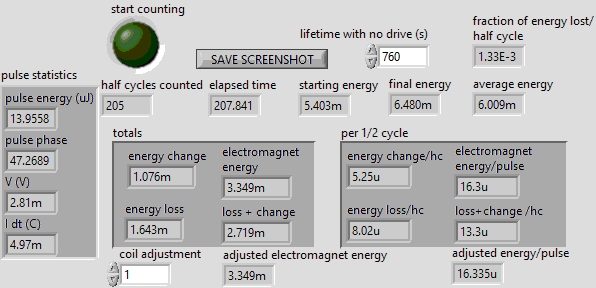 start counting
lifetime with no drive (s)
760
fraction of energy lost/
half cycle
1.33E-3
SAVE SCREENSHOT
pulse statistics
pulse energy (uJ)
13.9558
pulse phase
47.2689
V (V)
2.81m
I dt (C)
4.97m
half cycles counted
205
elapsed time
207.841
starting energy
5.403m
final energy
6.480m
average energy
6.009m
totals
energy change
1.076m
electromagnet
energy
3.349m
energy loss
1.643m
loss + change
2.719m
per 1/2 cycle
energy change/hc
5.25u
electromagnet
energy/pulse
16.3u
energy loss/hc
8.02u
loss+change /hc
13.3u
coil adjustment
1
adjusted electromagnet energy
3.349m
adjusted energy/pulse
16.335u